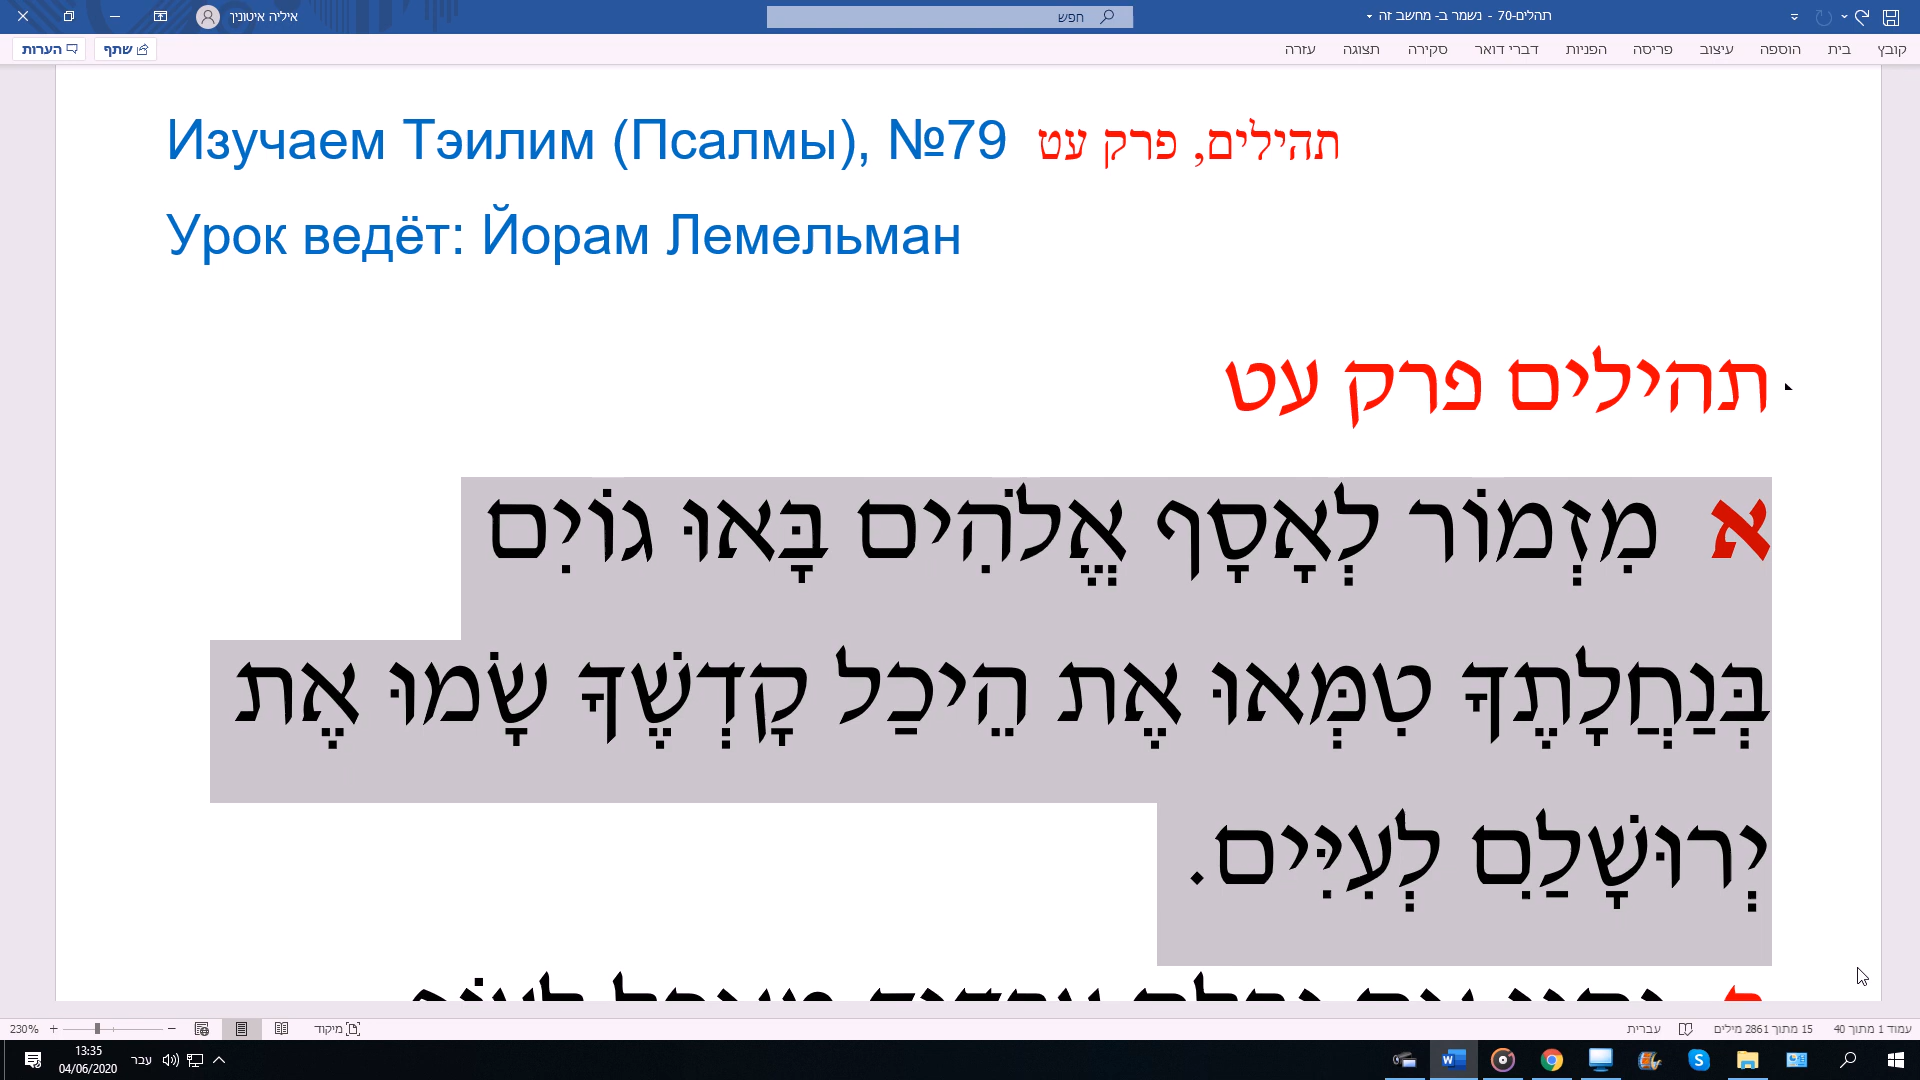 תהלים-70 - נשמר ב- מחשב זה
חפש
איליה איטוניך
קובץ בית הוספה עיצוב פריסה הפניות דברי דואר סקירה תצוגה עזרה
שתף
הערות
Изучаем Тэилим (Псалмы), №79 תהילים, פרק עט
Урок ведёт: Йорам Лемельман
תהילים פרק עט
א מִזְמוֹר לְאָסָף אֱלֹהִים בָּאוּ גוֹיִם
בְּנַחֲלָתֶךָ טִמְּאוּ אֶת הֵיכַל קָדְשֶׁךָ שָׂמוּ אֶת
יְרוּשָׁלַםִ לְעִיִּים.
עמוד 1 מתוך 40 15 מתוך 2861 מילים עברית
מיקוד
230%
עבר
13:35
04/06/2020